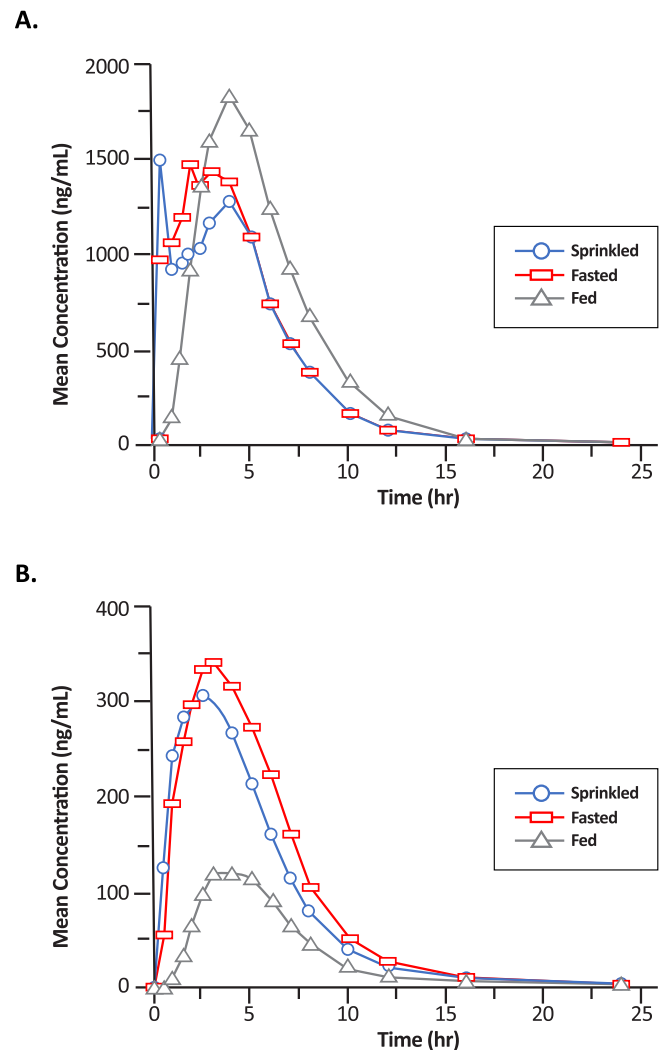 A.
Mean Concentration (ng/mL)
2000
1500
1000
500
0
0 5 10 15 20 25
Time (hr)
Sprinkled
Fasted
Fed
B.
Mean Concentration (ng/mL)
400
300
200
100
0
0 5 10 15 20 25
Time (hr)
Sprinkled
Fasted
Fed